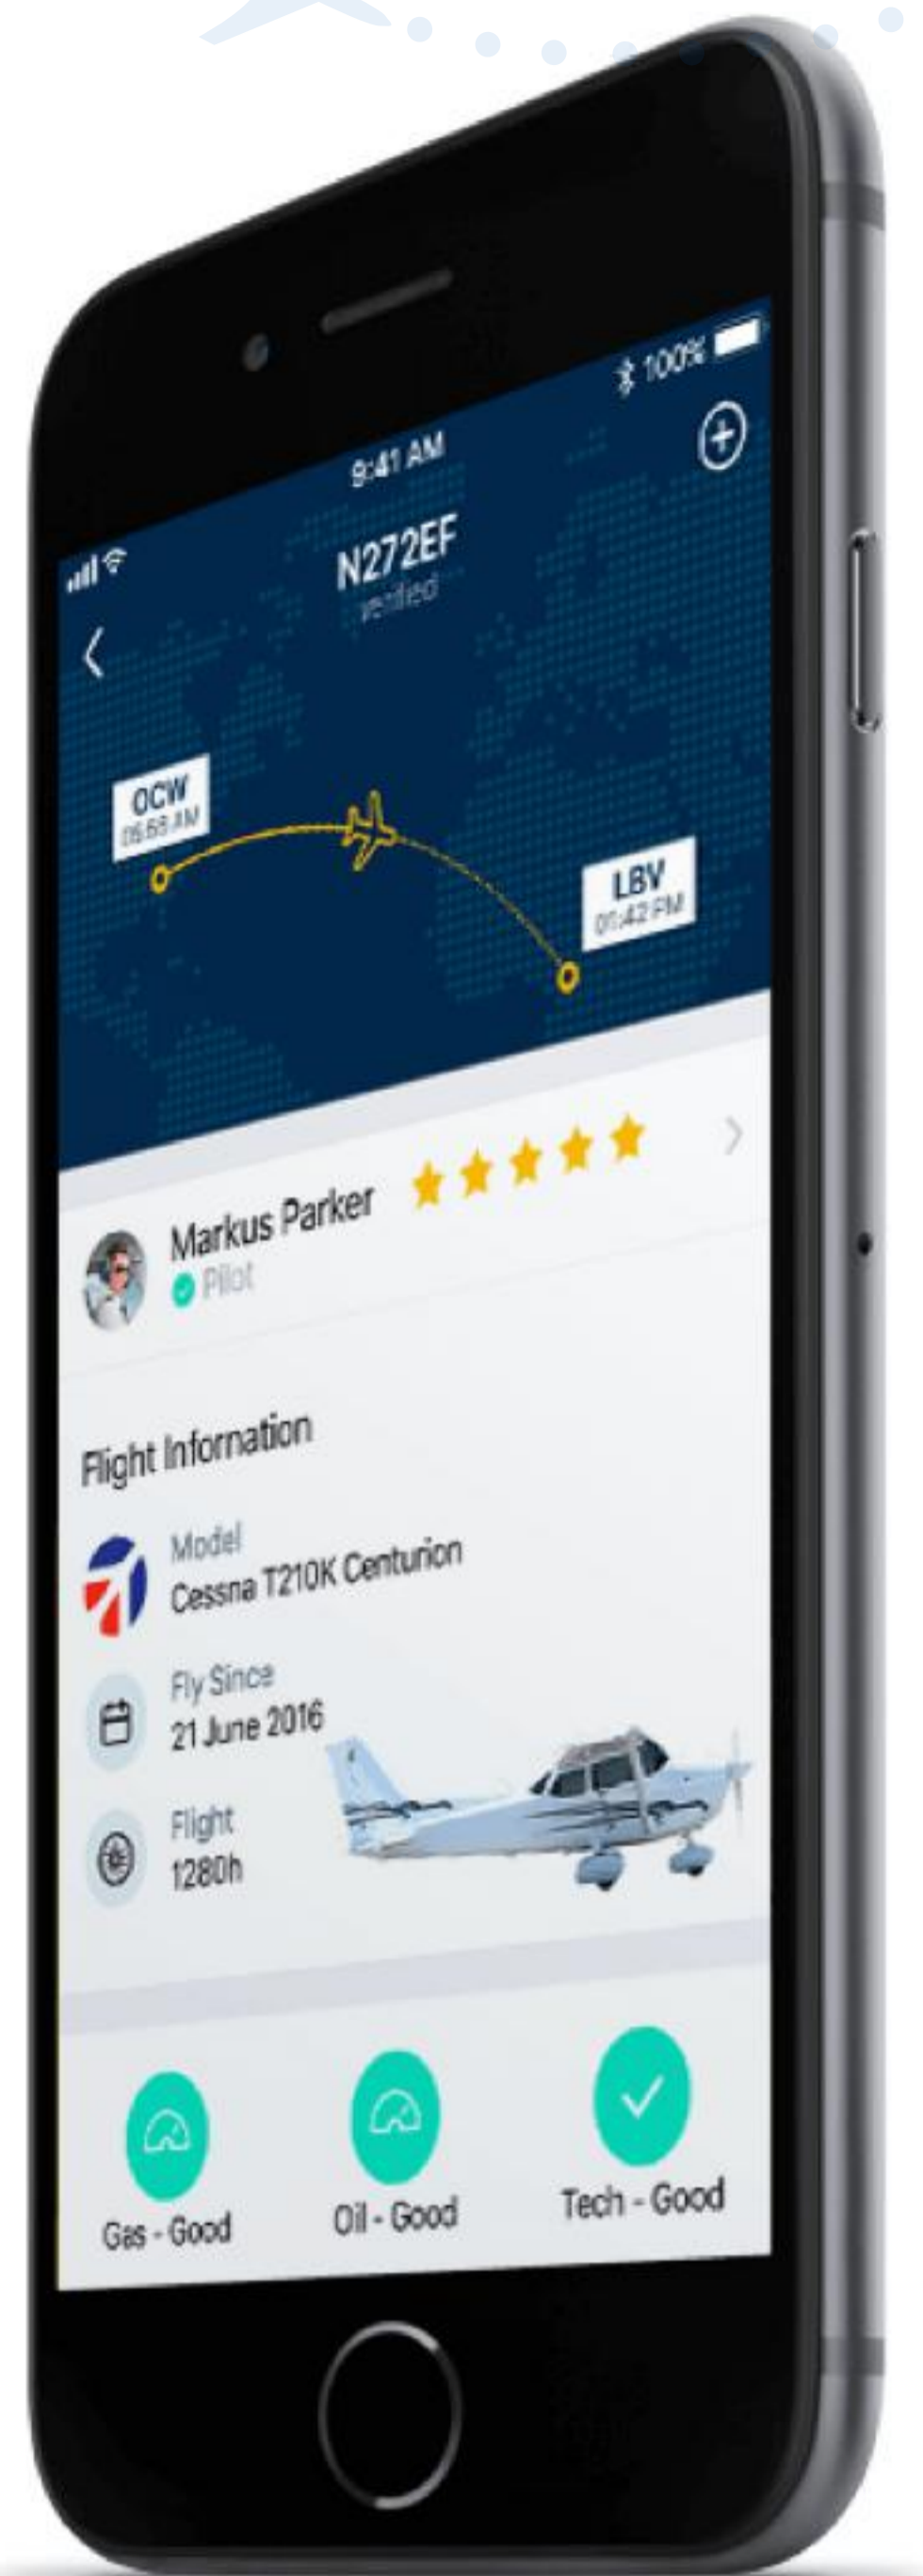 100%
9:41 AM
N272EF
verified
OCW
LBV
01:42 PM
Markus Parker
Pilot
Flight Infornation
Model
Cessna T210K Centurion
Fly Since
21 June 2016
Flight
1280h
Gas - Good
Oil - Good
Tech - Good